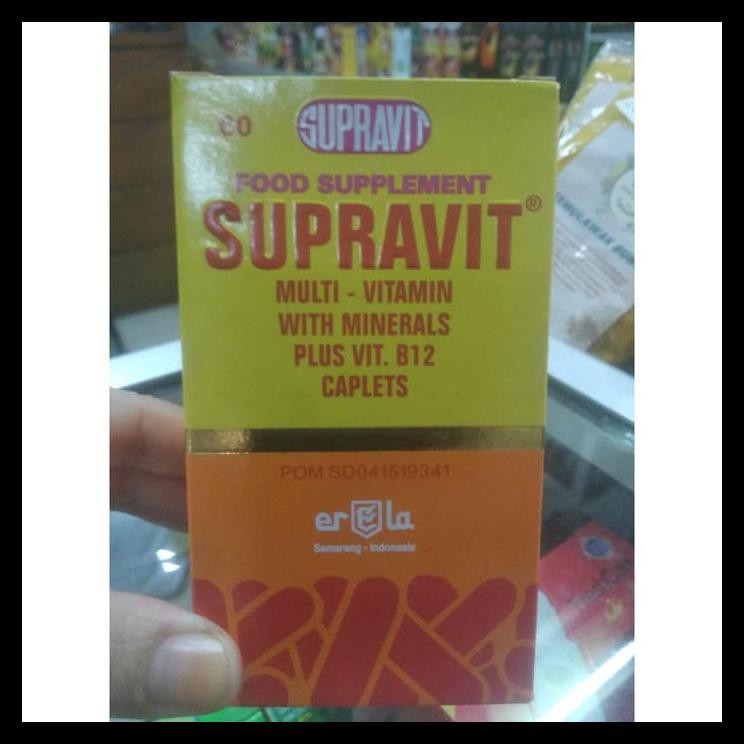 60
SUPRAVIT
FOOD SUPPLEMENT
SUPRAVIT®
MULTI - VITAMIN
WITH MINERALS
PLUS VIT. B12
CAPLETS
POM SD041519341
erEla
Semarang - Indonesia